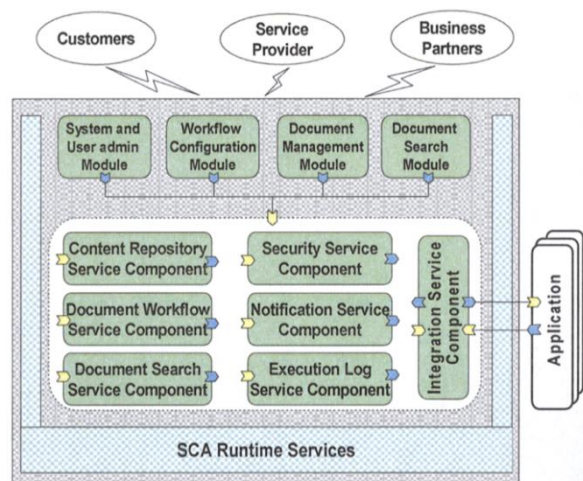 Customers
Service
Provider
Business
Partners
System and
User admin
Module
Workflow
Configuration
Module
Document
Management
Module
Document
Search
Module
Content Repository
Service Component
Security Service
Component
Document Workflow
Service Component
Notification Service
Component
Document Search
Service Component
Execution Log
Service Component
Integration Service
Component
Application
SCA Runtime Services